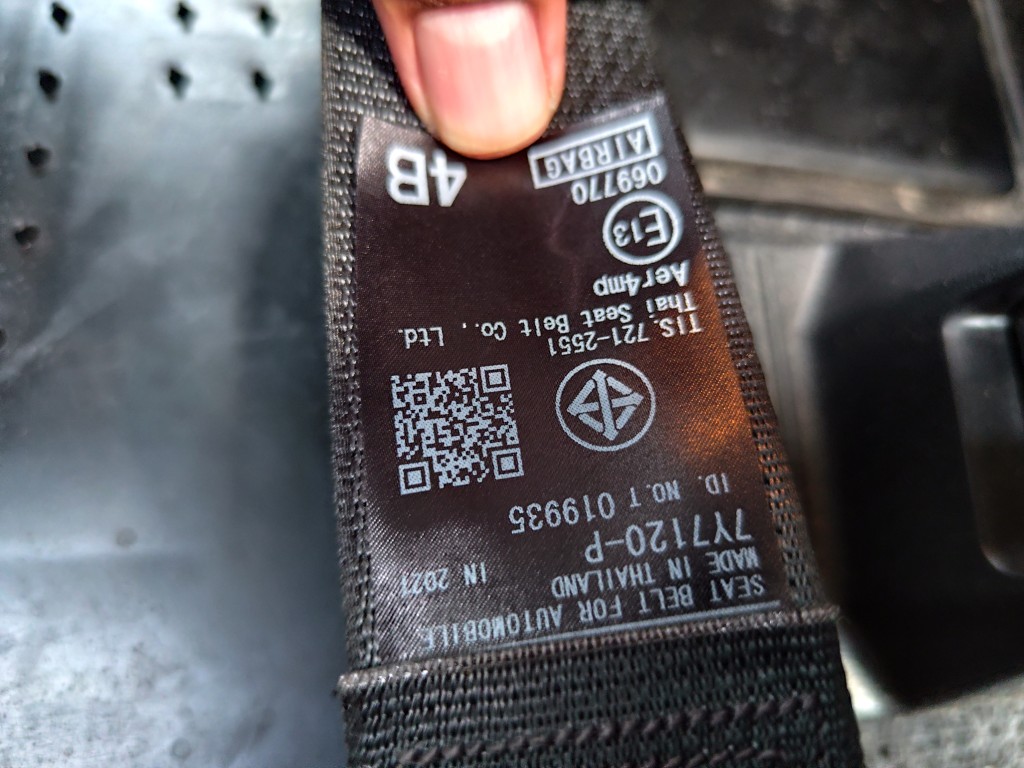 SEAT BELT FOR AUTOMOBILE
MADE IN THAILAND IN 2021
7Y7120-P
ID. NO. T 019935
TIS. 721-2551
Thai Seat Belt Co., Ltd.
Aer4mp
E13
069770
AIRBAG
4B